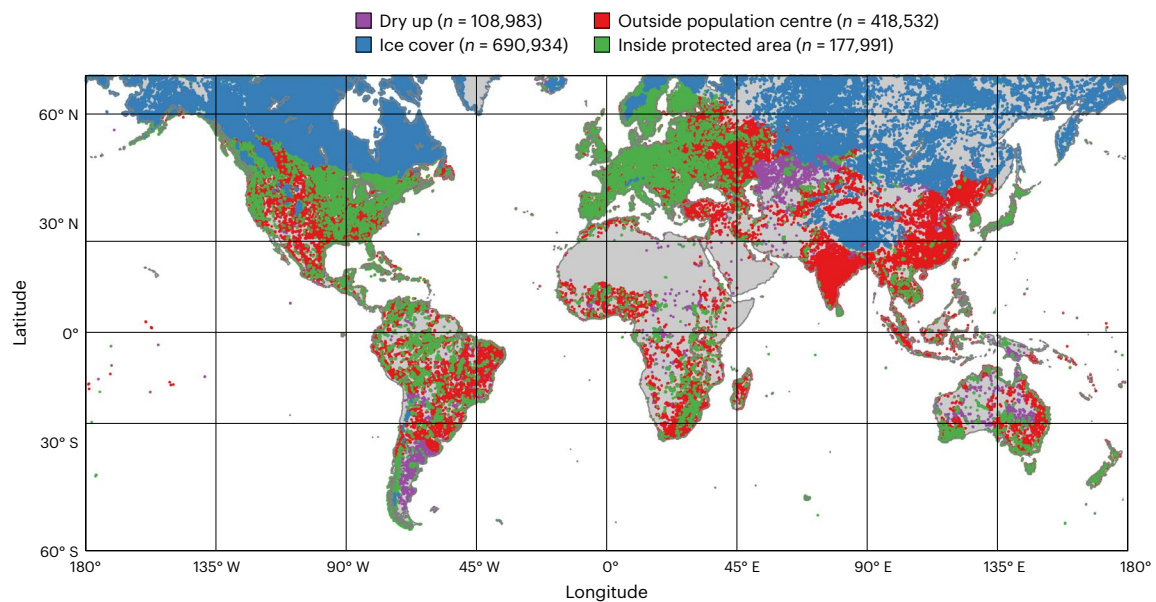 Dry up (n = 108,983)
Outside population centre (n = 418,532)
Ice cover (n = 690,934)
Inside protected area (n = 177,991)
60° N
30° N
0°
30° S
60° S
Latitude
180°
135° W
90° W
45° W
0°
45° E
90° E
135° E
180°
Longitude